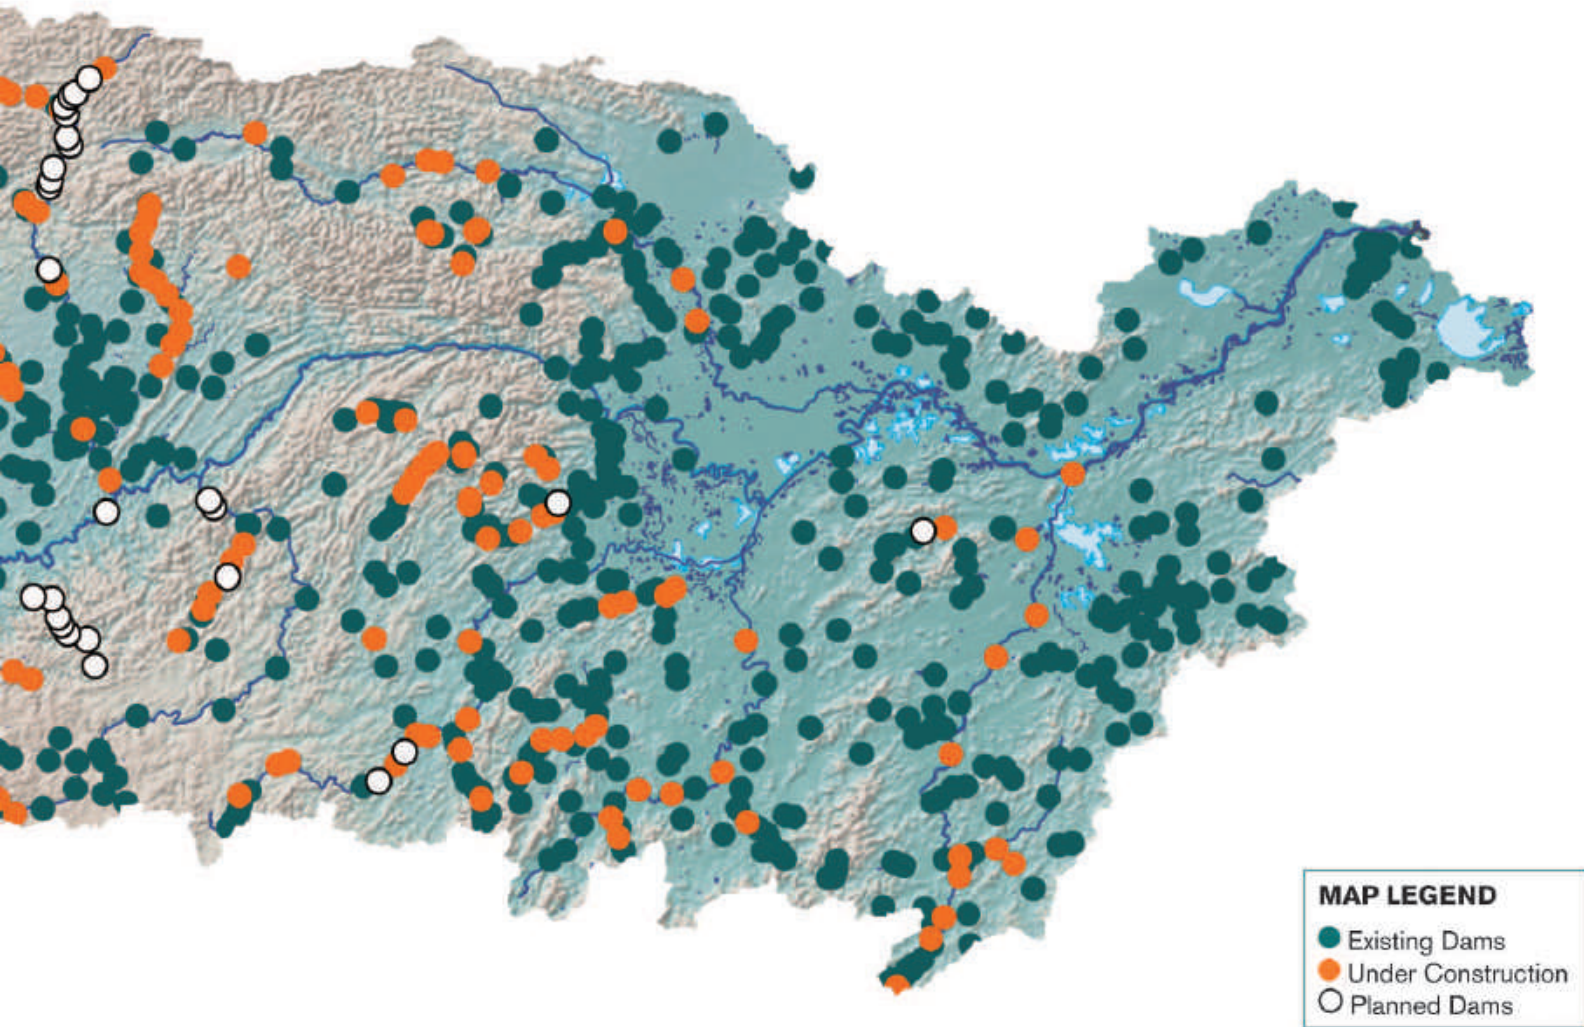 MAP LEGEND
Existing Dams
Under Construction
Planned Dams